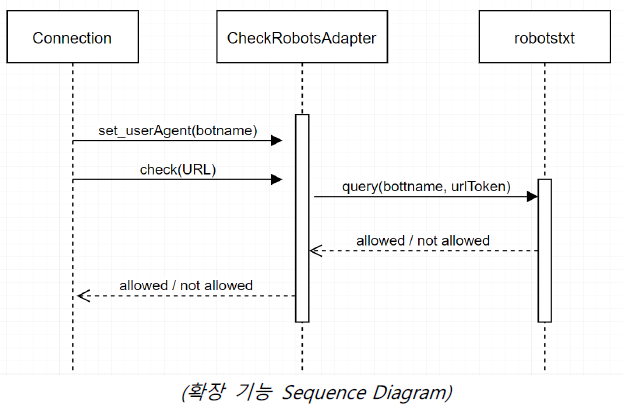 Connection CheckRobotsAdapter robotstxt
set_userAgent(botname)
check(URL)
query(bottname, urlToken)
allowed / not allowed
allowed / not allowed
(확장 기능 Sequence Diagram)